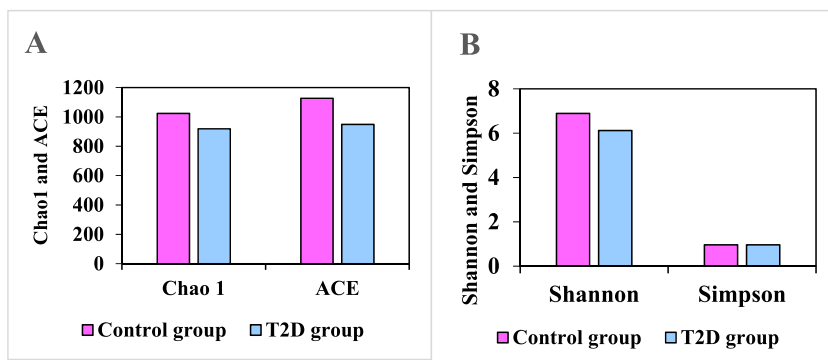 A
Chao1 and ACE
1200
1000
800
600
400
200
0
Chao 1 ACE
Control group T2D group
B
Shannon and Simpson
8
6
4
2
0
Shannon Simpson
Control group T2D group